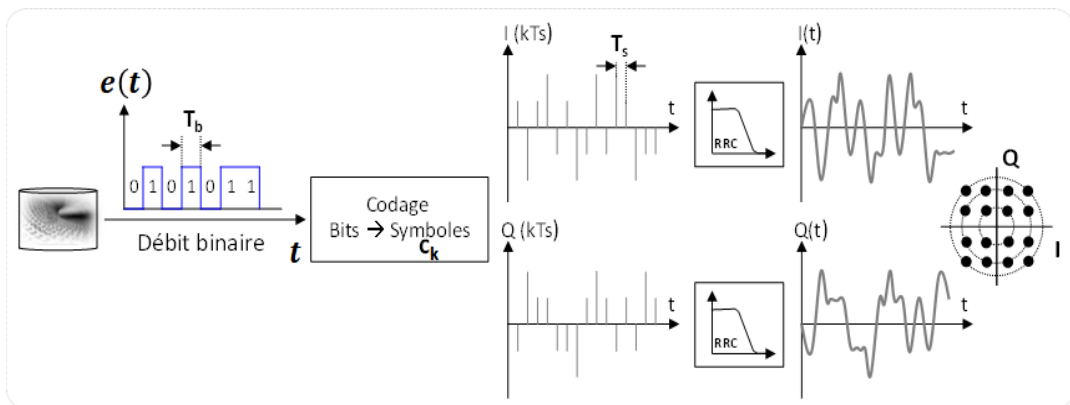 e(t)
T_b
0 1 0 1 0 1 1
Débit binaire
t
Codage
Bits → Symboles
C_k
I (kTs)
T_s
t
RRC
I(t)
t
Q (kTs)
t
RRC
Q(t)
t
Q
I